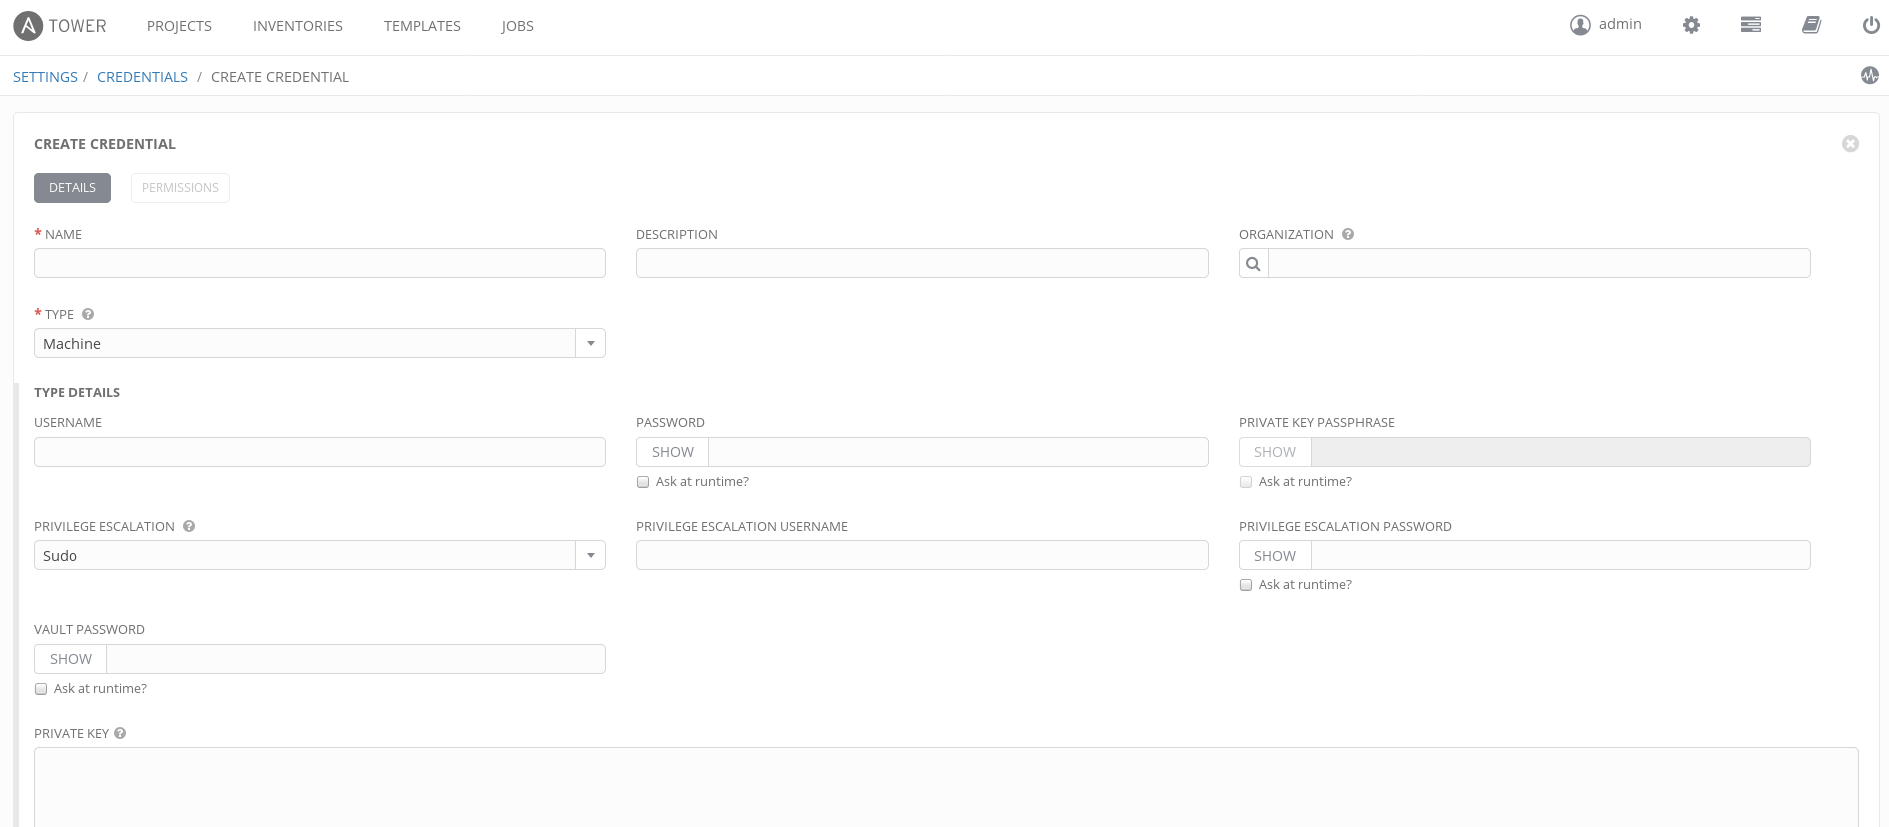 A TOWER PROJECTS INVENTORIES TEMPLATES JOBS admin
SETTINGS / CREDENTIALS / CREATE CREDENTIAL
CREATE CREDENTIAL
DETAILS PERMISSIONS
* NAME DESCRIPTION ORGANIZATION ?
* TYPE ?
Machine
TYPE DETAILS
USERNAME PASSWORD PRIVATE KEY PASSPHRASE
SHOW SHOW
Ask at runtime? Ask at runtime?
PRIVILEGE ESCALATION ? PRIVILEGE ESCALATION USERNAME PRIVILEGE ESCALATION PASSWORD
Sudo SHOW
Ask at runtime?
VAULT PASSWORD
SHOW
Ask at runtime?
PRIVATE KEY ?